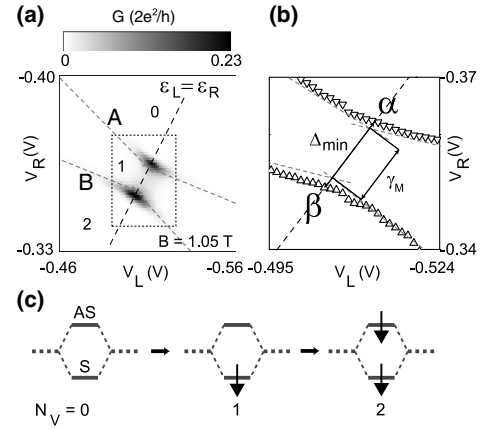 (a)
G (2e²/h)
0 0.23
-0.40
V_R(V)
-0.33
ε_L=ε_R
A
0
1
B
2
B = 1.05 T
-0.46 V_L (V) -0.56
(b)
-0.37
V_R(V)
-0.34
α
Δ_min
γ_M
β
-0.495 V_L (V) -0.524
(c)
AS
S
N_V = 0 1 2